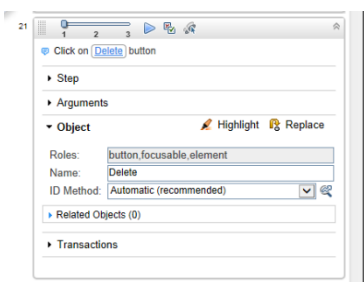 21
1 2 3
Click on Delete button
Step
Arguments
Object Highlight Replace
Roles: button,focusable,element
Name: Delete
ID Method: Automatic (recommended)
Related Objects (0)
Transactions